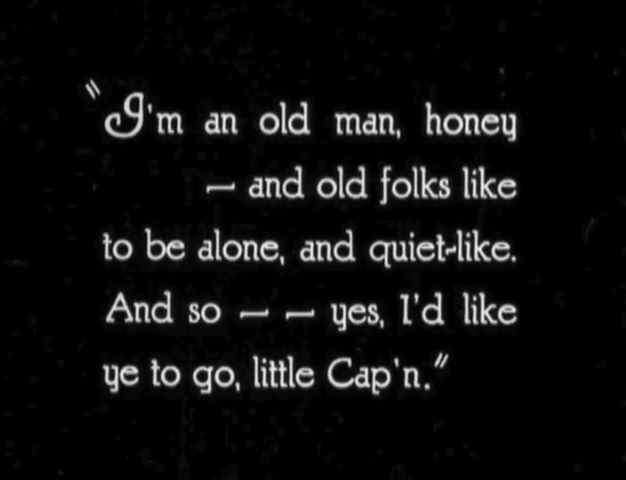 "I'm an old man, honey
— and old folks like
to be alone, and quiet-like.
And so — — yes, I'd like
ye to go, little Cap'n."